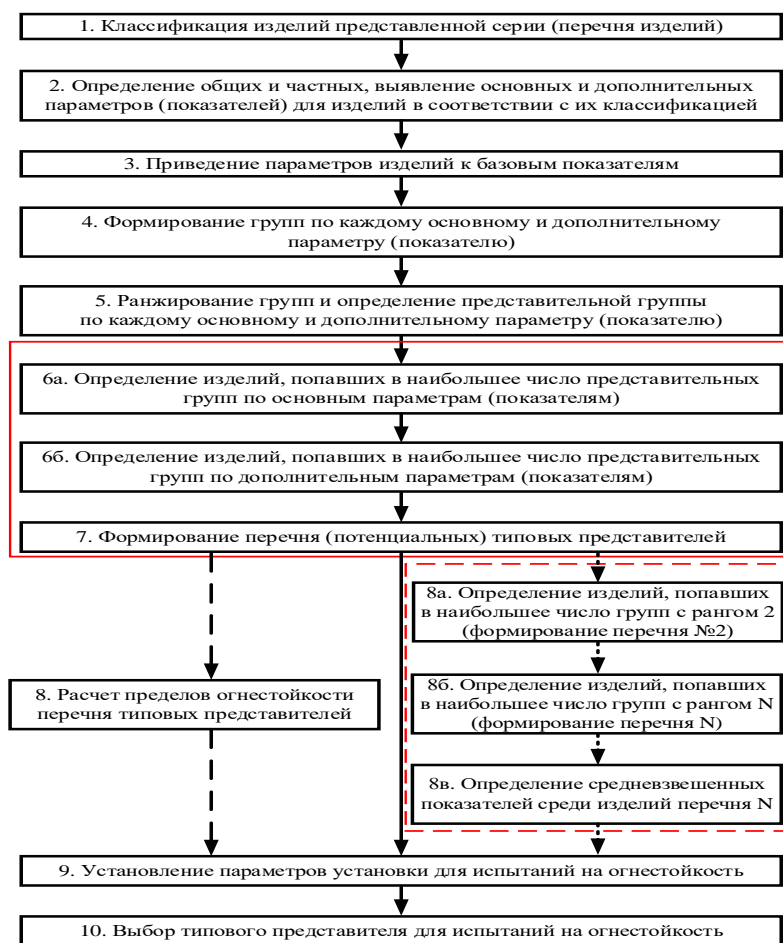 1. Классификация изделий представленной серии (перечня изделий)
2. Определение общих и частных, выявление основных и дополнительных
параметров (показателей) для изделий в соответствии с их классификацией
3. Приведение параметров изделий к базовым показателям
4. Формирование групп по каждому основному и дополнительному
параметру (показателю)
5. Ранжирование групп и определение представительной группы
по каждому основному и дополнительному параметру (показателю)
6а. Определение изделий, попавших в наибольшее число представительных
групп по основным параметрам (показателям)
6б. Определение изделий, попавших в наибольшее число представительных
групп по дополнительным параметрам (показателям)
7. Формирование перечня (потенциальных) типовых представителей
8. Расчет пределов огнестойкости
перечня типовых представителей
8а. Определение изделий, попавших
в наибольшее число групп с рангом 2
(формирование перечня №2)
8б. Определение изделий, попавших
в наибольшее число групп с рангом N
(формирование перечня N)
8в. Определение средневзвешенных
показателей среди изделий перечня N
9. Установление параметров установки для испытаний на огнестойкость
10. Выбор типового представителя для испытаний на огнестойкость